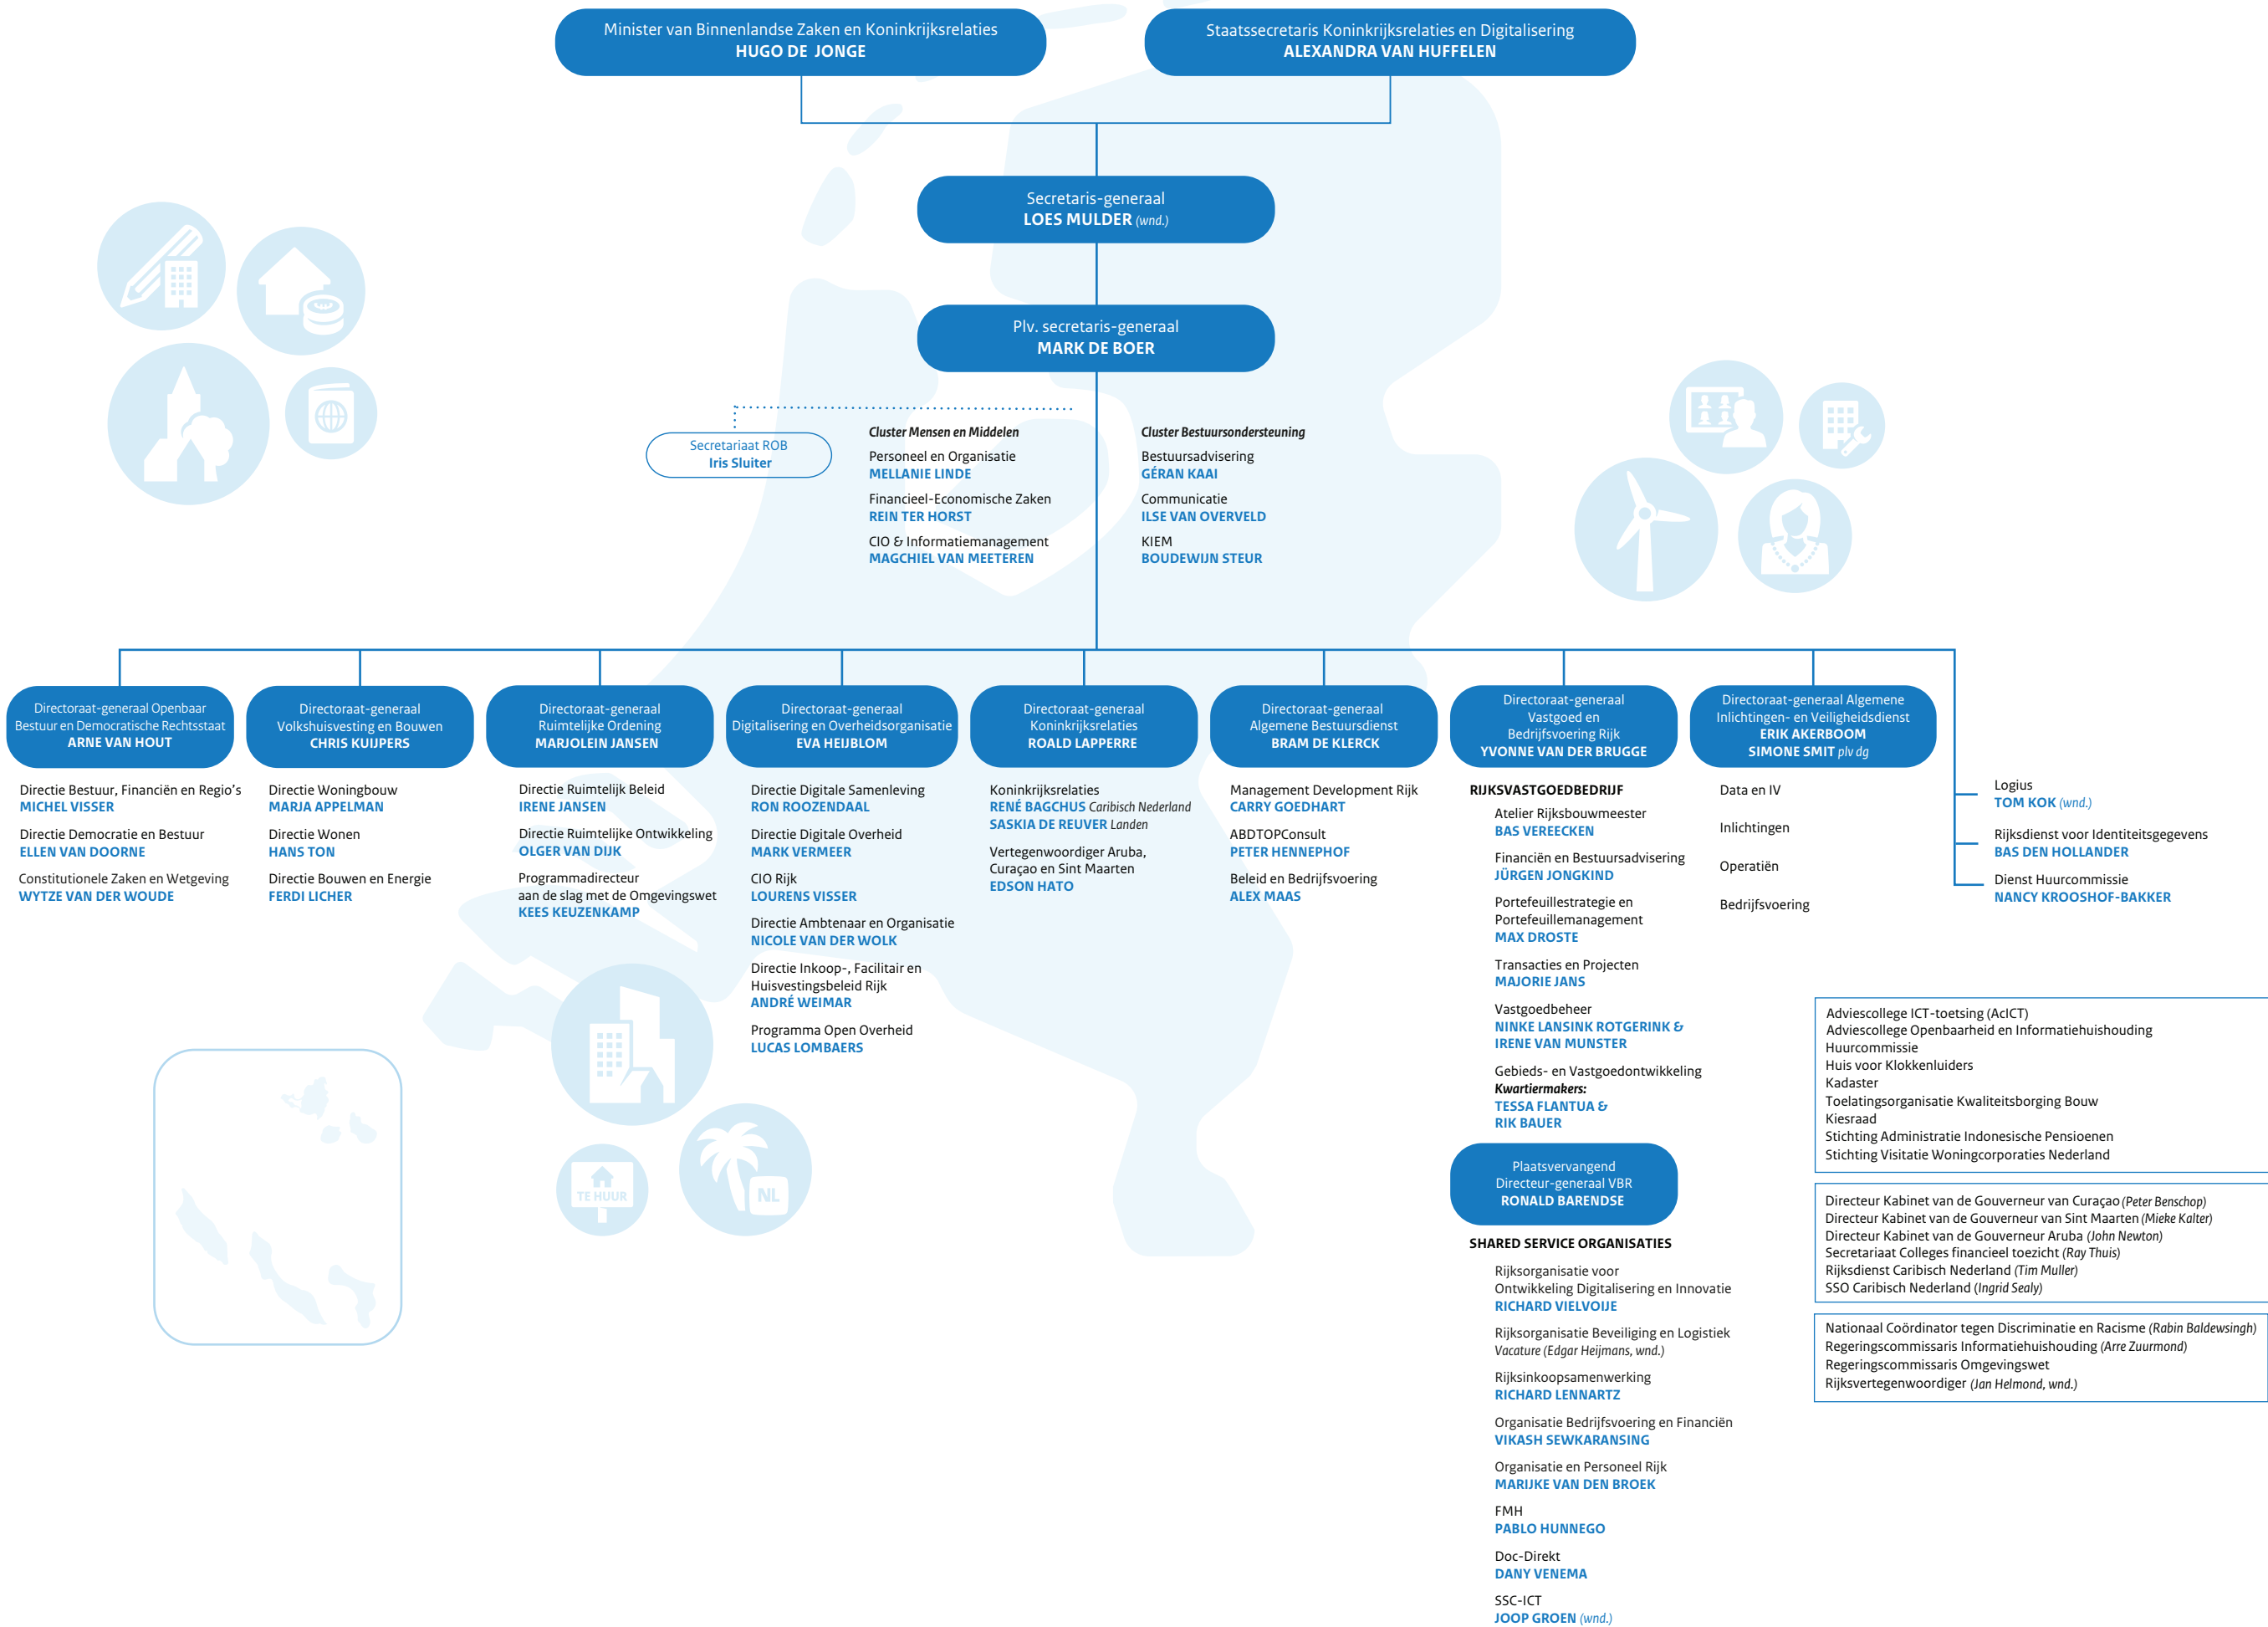 Minister van Binnenlandse Zaken en Koninkrijksrelaties
HUGO DE JONGE
Staatssecretaris Koninkrijksrelaties en Digitalisering
ALEXANDRA VAN HUFFELEN
Secretaris-generaal
LOES MULDER (wnd.)
Plv. secretaris-generaal
MARK DE BOER
Secretariaat ROB
Iris Sluiter
Cluster Mensen en Middelen
Personeel en Organisatie
MELLANIE LINDE
Financieel-Economische Zaken
REIN TER HORST
CIO & Informatiemanagement
MAGCHIEL VAN MEETEREN
Cluster Bestuursondersteuning
Bestuursadvisering
GÉRAN KAAI
Communicatie
ILSE VAN OVERVELD
KIEM
BOUDEWIJN STEUR
Directoraat-generaal Openbaar
Bestuur en Democratische Rechtsstaat
ARNE VAN HOUT
Directie Bestuur, Financiën en Regio's
MICHEL VISSER
Directie Democratie en Bestuur
ELLEN VAN DOORNE
Constitutionele Zaken en Wetgeving
WYTZE VAN DER WOUDE
Directoraat-generaal
Volkshuisvesting en Bouwen
CHRIS KUIJPERS
Directie Woningbouw
MARJA APPELMAN
Directie Wonen
HANS TON
Directie Bouwen en Energie
FERDI LICHER
Directoraat-generaal
Ruimtelijke Ordening
MARJOLEIN JANSEN
Directie Ruimtelijk Beleid
IRENE JANSEN
Directie Ruimtelijke Ontwikkeling
OLGER VAN DIJK
Programmadirecteur
aan de slag met de Omgevingswet
KEES KEUZENKAMP
Directoraat-generaal
Digitalisering en Overheidsorganisatie
EVA HEIJBLOM
Directie Digitale Samenleving
RON ROOZENDAAL
Directie Digitale Overheid
MARK VERMEER
CIO Rijk
LOURENS VISSER
Directie Ambtenaar en Organisatie
NICOLE VAN DER WOLK
Directie Inkoop-, Facilitair en
Huisvestingsbeleid Rijk
ANDRÉ WEIMAR
Programma Open Overheid
LUCAS LOMBAERS
Directoraat-generaal
Koninkrijksrelaties
ROALD LAPPERRE
Koninkrijksrelaties
RENÉ BAGCHUS Caribisch Nederland
SASKIA DE REUVER Landen
Vertegenwoordiger Aruba,
Curaçao en Sint Maarten
EDSON HATO
Directoraat-generaal
Algemene Bestuursdienst
BRAM DE KLERCK
Management Development Rijk
CARRY GOEDHART
ABDTOPConsult
PETER HENNEPHOF
Beleid en Bedrijfsvoering
ALEX MAAS
Directoraat-generaal
Vastgoed en
Bedrijfsvoering Rijk
YVONNE VAN DER BRUGGE
RIJKSVASTGOEDBEDRIJF
Atelier Rijksbouwmeester
BAS VEREECKEN
Financiën en Bestuursadvisering
JÜRGEN JONGKIND
Portefeuillestrategie en
Portefeuillemanagement
MAX DROSTE
Transacties en Projecten
MAJORIE JANS
Vastgoedbeheer
NINKE LANSINK ROTGERINK &
IRENE VAN MUNSTER
Gebieds- en Vastgoedontwikkeling
Kwartiermakers:
TESSA FLANTUA &
RIK BAUER
Plaatsvervangend
Directeur-generaal VBR
RONALD BARENDSE
SHARED SERVICE ORGANISATIES
Rijksorganisatie voor
Ontwikkeling Digitalisering en Innovatie
RICHARD VIELVOIJE
Rijksorganisatie Beveiliging en Logistiek
Vacature (Edgar Heijmans, wnd.)
Rijksinkoopsamenwerking
RICHARD LENNARTZ
Organisatie Bedrijfsvoering en Financiën
VIKASH SEWKARANSING
Organisatie en Personeel Rijk
MARIJKE VAN DEN BROEK
FMH
PABLO HUNNEGO
Doc-Direkt
DANY VENEMA
SSC-ICT
JOOP GROEN (wnd.)
Directoraat-generaal Algemene
Inlichtingen- en Veiligheidsdienst
ERIK AKERBOOM
SIMONE SMIT plv dg
Data en IV
Inlichtingen
Operatiën
Bedrijfsvoering
Logius
TOM KOK (wnd.)
Rijksdienst voor Identiteitsgegevens
BAS DEN HOLLANDER
Dienst Huurcommissie
NANCY KROOSHOF-BAKKER
Adviescollege ICT-toetsing (AcICT)
Adviescollege Openbaarheid en Informatiehuishouding
Huurcommissie
Huis voor Klokkenluiders
Kadaster
Toelatingsorganisatie Kwaliteitsborging Bouw
Kiesraad
Stichting Administratie Indonesische Pensioenen
Stichting Visitatie Woningcorporaties Nederland
Directeur Kabinet van de Gouverneur van Curaçao (Peter Benschop)
Directeur Kabinet van de Gouverneur van Sint Maarten (Mieke Kalter)
Directeur Kabinet van de Gouverneur Aruba (John Newton)
Secretariaat Colleges financieel toezicht (Ray Thuis)
Rijksdienst Caribisch Nederland (Tim Muller)
SSO Caribisch Nederland (Ingrid Sealy)
Nationaal Coördinator tegen Discriminatie en Racisme (Rabin Baldewsingh)
Regeringscommissaris Informatiehuishouding (Arre Zuurmond)
Regeringscommissaris Omgevingswet
Rijksvertegenwoordiger (Jan Helmond, wnd.)
TE HUUR
NL